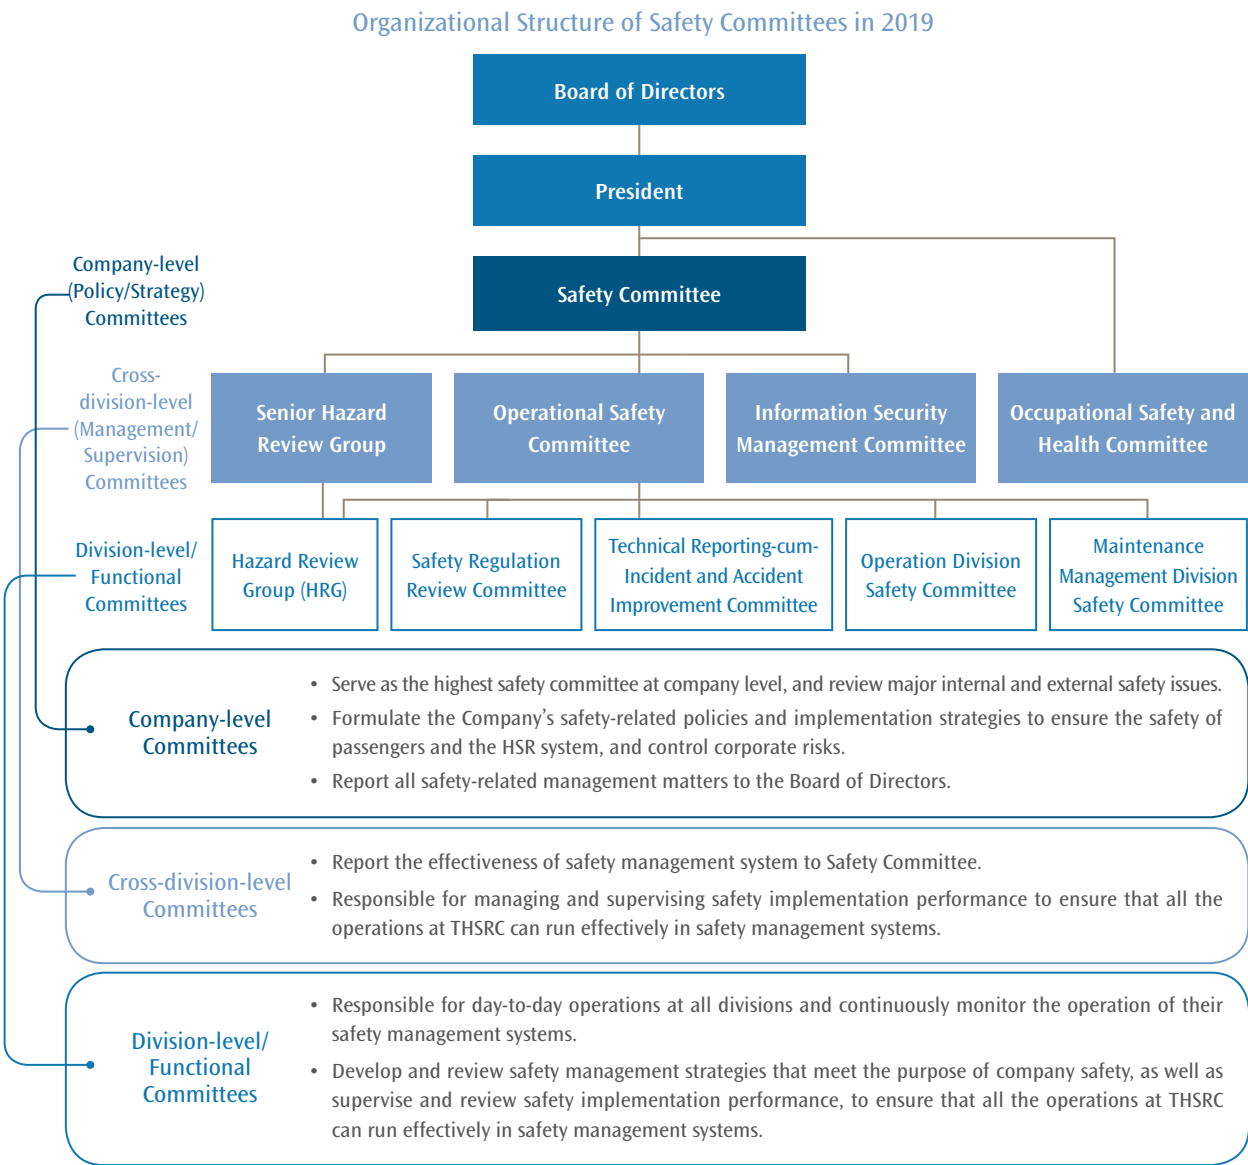 Organizational Structure of Safety Committees in 2019
Board of Directors
President
Safety Committee
Company-level
(Policy/Strategy)
Committees
Cross-
division-level
(Management/
Supervision)
Committees
Senior Hazard
Review Group
Operational Safety
Committee
Information Security
Management Committee
Occupational Safety and
Health Committee
Division-level/
Functional
Committees
Hazard Review
Group (HRG)
Safety Regulation
Review Committee
Technical Reporting-cum-
Incident and Accident
Improvement Committee
Operation Division
Safety Committee
Maintenance
Management Division
Safety Committee
Company-level
Committees
• Serve as the highest safety committee at company level, and review major internal and external safety issues.
• Formulate the Company’s safety-related policies and implementation strategies to ensure the safety of
passengers and the HSR system, and control corporate risks.
• Report all safety-related management matters to the Board of Directors.
Cross-division-level
Committees
• Report the effectiveness of safety management system to Safety Committee.
• Responsible for managing and supervising safety implementation performance to ensure that all the
operations at THSRC can run effectively in safety management systems.
Division-level/
Functional
Committees
• Responsible for day-to-day operations at all divisions and continuously monitor the operation of their
safety management systems.
• Develop and review safety management strategies that meet the purpose of company safety, as well as
supervise and review safety implementation performance, to ensure that all the operations at THSRC
can run effectively in safety management systems.